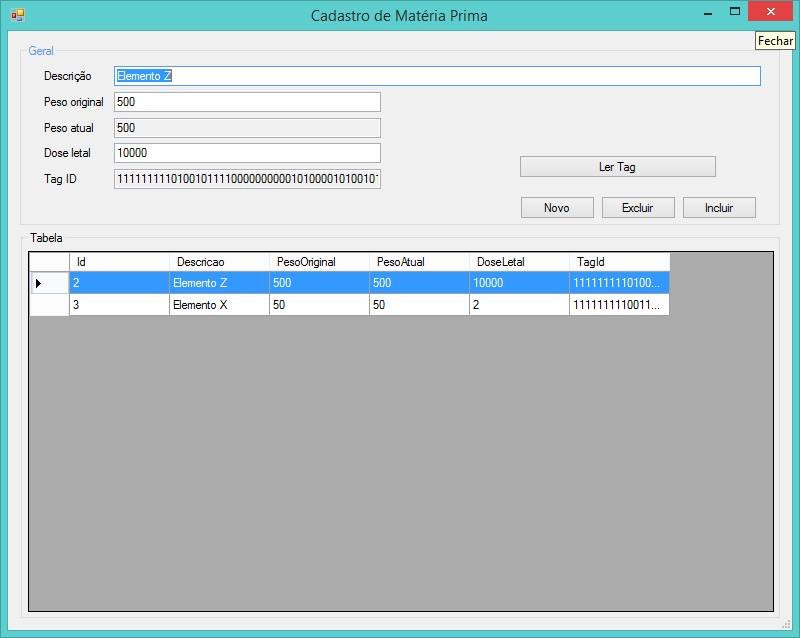 Cadastro de Matéria Prima
Fechar
Geral
Descrição Elemento Z
Peso original 500
Peso atual 500
Dose letal 10000
Ler Tag
Tag ID
Novo Excluir Incluir
Tabela
Id Descricao PesoOriginal PesoAtual DoseLetal TagId
2 Elemento Z 500 500 10000 1111111110100...
3 Elemento X 50 50 2 1111111110011...